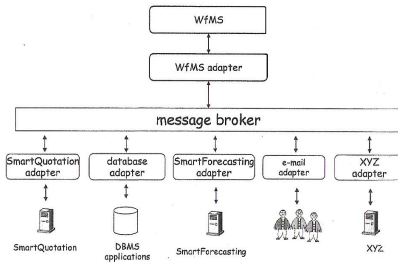 WfMS
WfMS adapter
message broker
SmartQuotation adapter
database adapter
SmartForecasting adapter
e-mail adapter
XYZ adapter
SmartQuotation
DBMS applications
SmartForecasting
XYZ